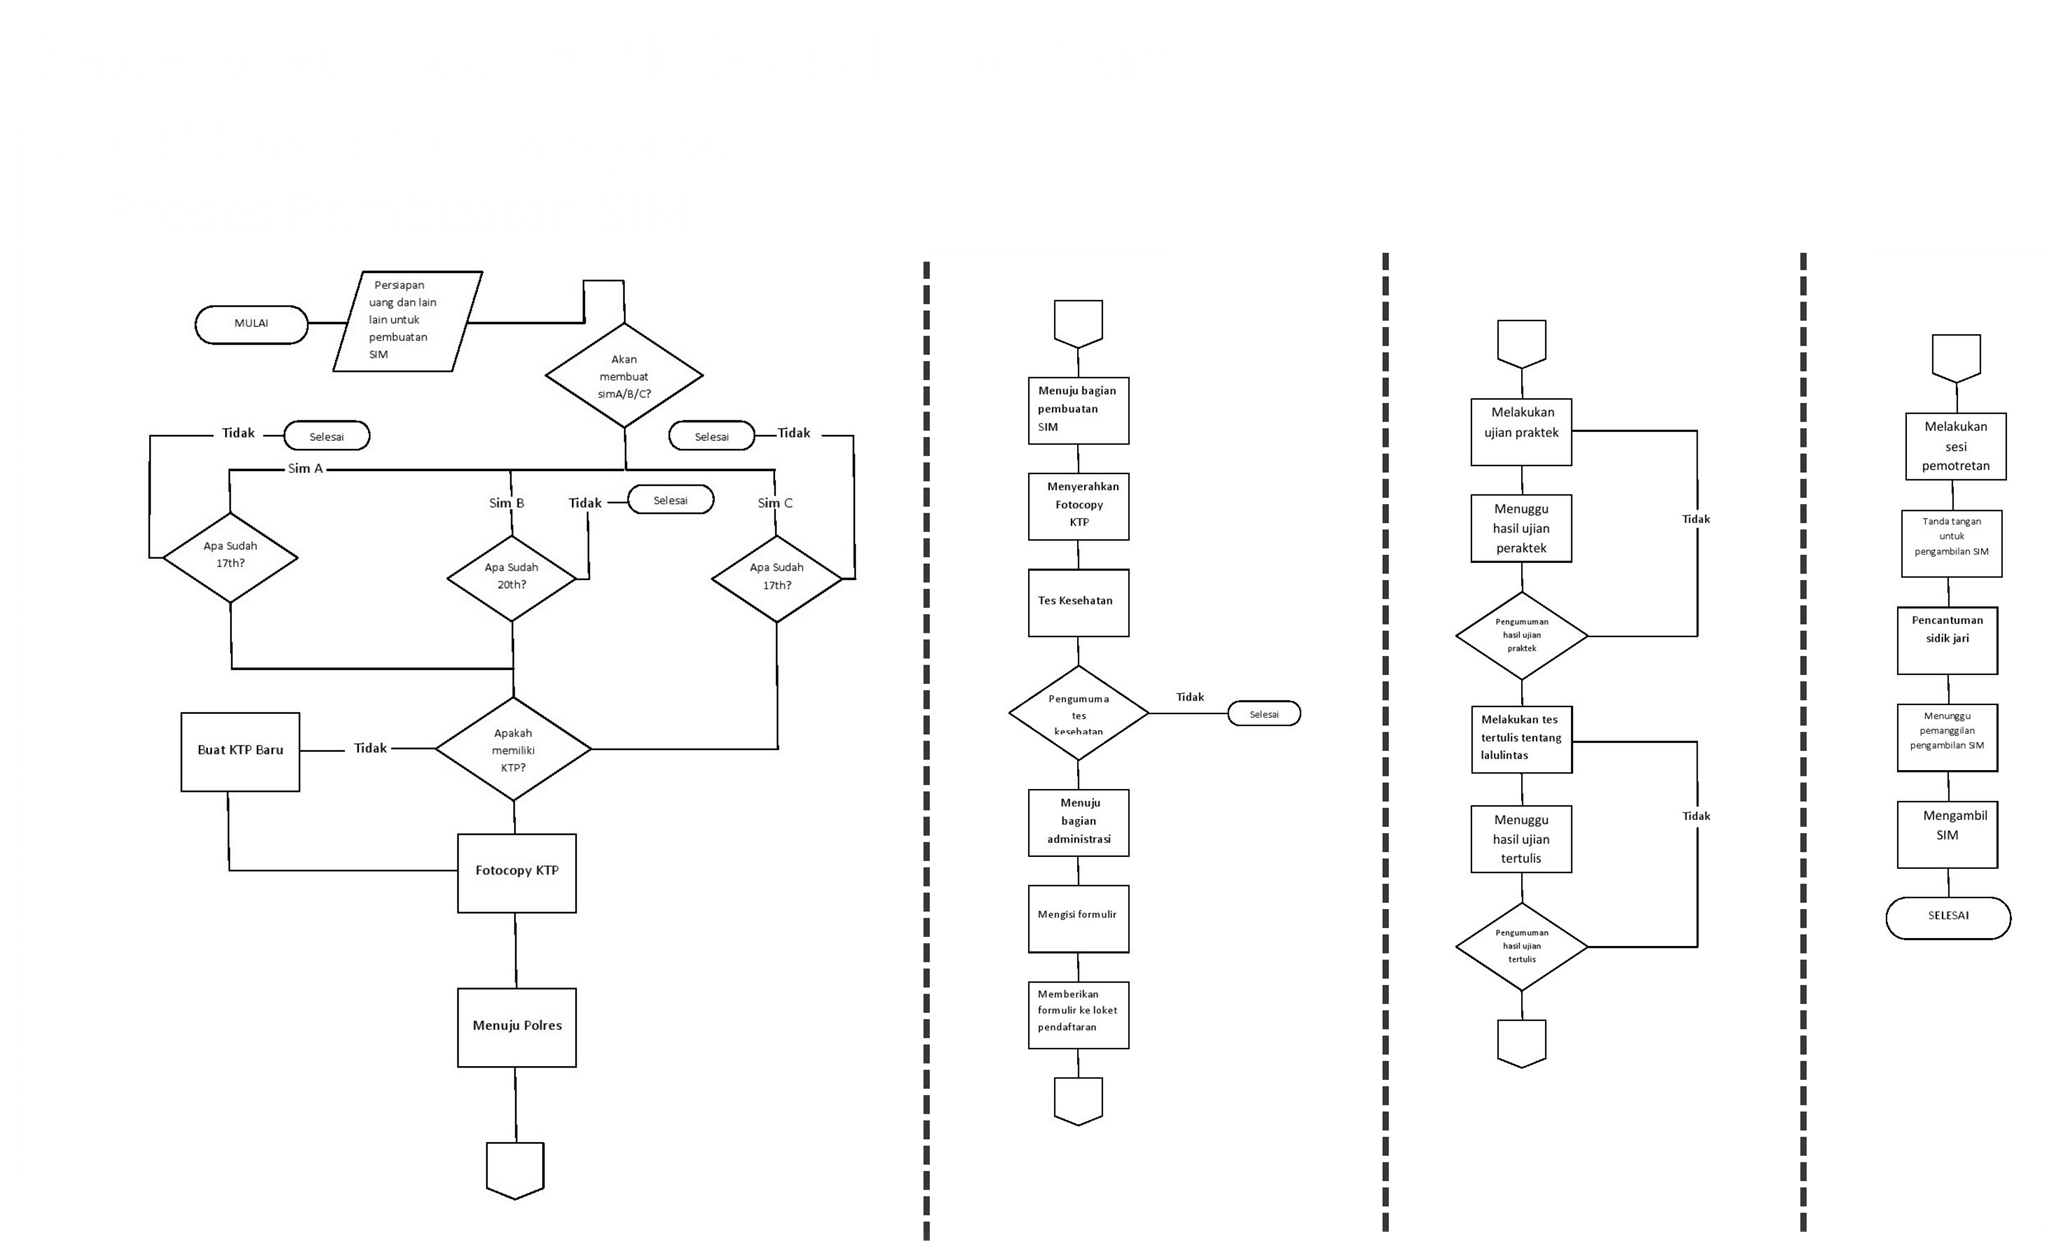 MULAI
Persiapan
uang dan lain
lain untuk
pembuatan
SIM
Akan
membuat
simA/B/C?
Tidak
Selesai
Selesai
Tidak
Sim A
Sim B
Tidak
Selesai
Sim C
Apa Sudah
17th?
Apa Sudah
20th?
Apa Sudah
17th?
Buat KTP Baru
Tidak
Apakah
memiliki
KTP?
Fotocopy KTP
Menuju Polres
Menuju bagian
pembuatan
SIM
Menyerahkan
Fotocopy
KTP
Tes Kesehatan
Pengumuma
tes
kesehatan
Tidak
Selesai
Menuju
bagian
administrasi
Mengisi formulir
Memberikan
formulir ke loket
pendaftaran
Melakukan
ujian praktek
Menuggu
hasil ujian
peraktek
Tidak
Pengumuman
hasil ujian
praktek
Melakukan tes
tertulis tentang
lalulintas
Menuggu
hasil ujian
tertulis
Tidak
Pengumuman
hasil ujian
tertulis
Melakukan
sesi
pemotretan
Tanda tangan
untuk
pengambilan SIM
Pencantuman
sidik jari
Menunggu
pemanggilan
pengambilan SIM
Mengambil
SIM
SELESAI